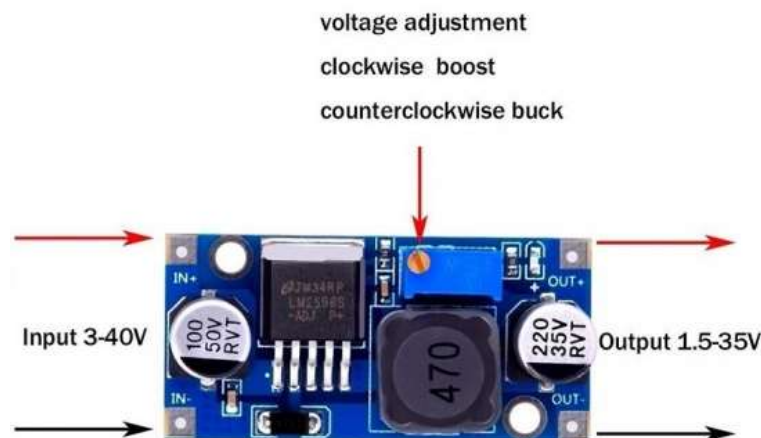 voltage adjustment
clockwise boost
counterclockwise buck
IN+
JM34RP
LM2596S
-ADJ P+
OUT+
+
Input 3-40V
100
50V
RVT
470
220
35V
RVT
Output 1.5-35V
IN-
OUT-